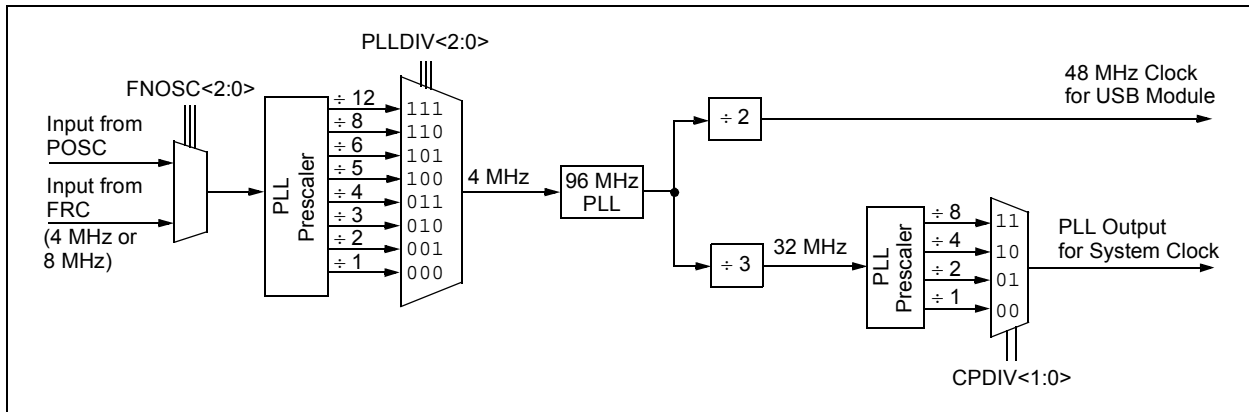 PLLDIV<2:0>
FNOSC<2:0>
Input from
POSC
Input from
FRC
(4 MHz or
8 MHz)
PLL
Prescaler
÷ 12
÷ 8
÷ 6
÷ 5
÷ 4
÷ 3
÷ 2
÷ 1
111
110
101
100
011
010
001
000
4 MHz
96 MHz
PLL
÷ 2
48 MHz Clock
for USB Module
÷ 3
32 MHz
PLL
Prescaler
÷ 8
÷ 4
÷ 2
÷ 1
11
10
01
00
PLL Output
for System Clock
CPDIV<1:0>